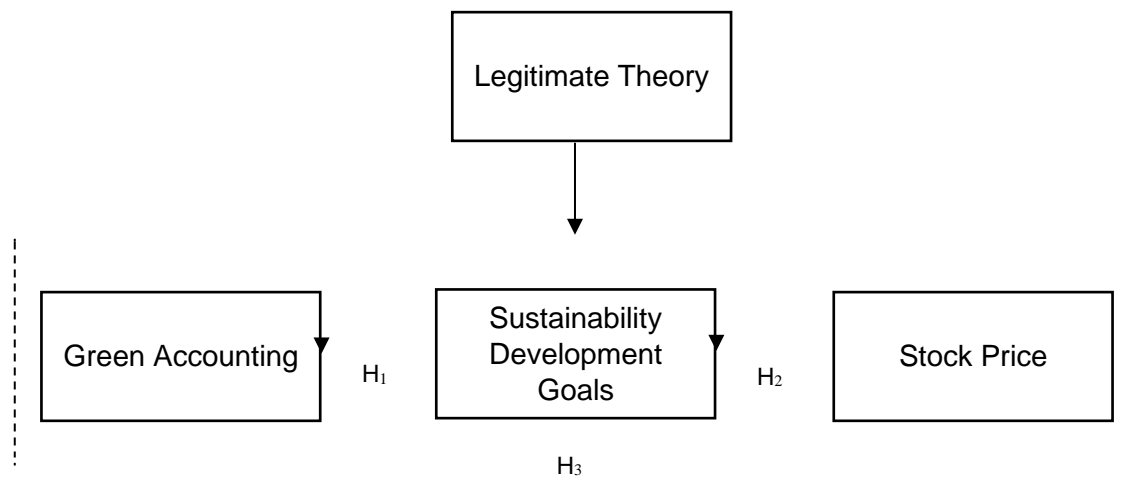 Legitimate Theory
Green Accounting
H₁
Sustainability
Development
Goals
H₂
Stock Price
H₃